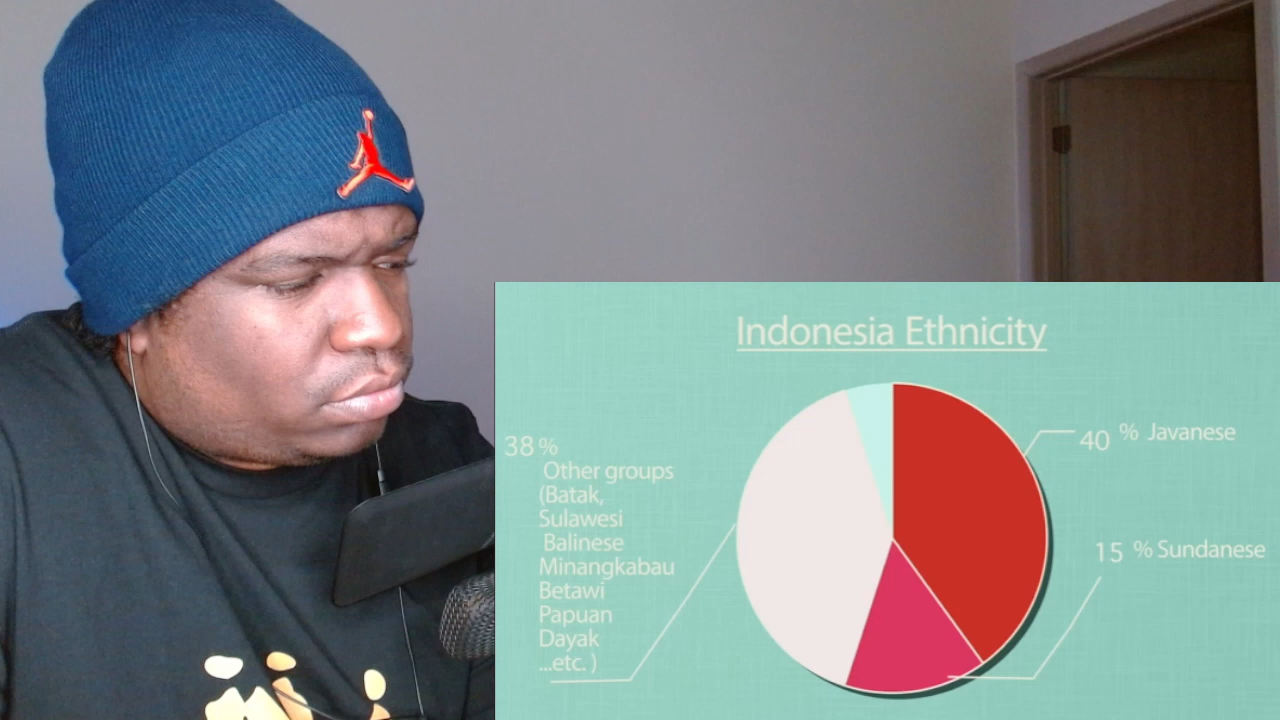 Indonesia Ethnicity
38 %
Other groups
(Batak,
Sulawesi
Balinese
Minangkabau
Betawi
Papuan
Dayak
...etc. )
40 % Javanese
15 % Sundanese